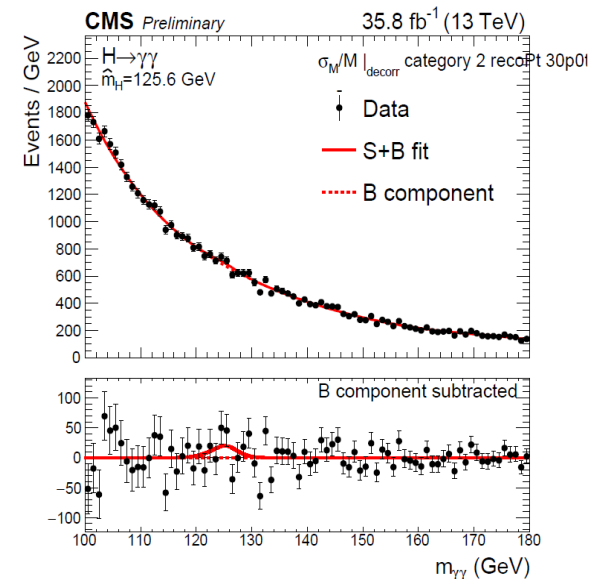 CMS Preliminary 35.8 fb⁻¹ (13 TeV)
Events / GeV
2200
2000
1800
1600
1400
1200
1000
800
600
400
200
0
H→γγ
m̂H=125.6 GeV
σM/M |decorr category 2 recoPt 30p0
Data
S+B fit
B component
B component subtracted
100
50
0
−50
−100
100 110 120 130 140 150 160 170 180
mγγ (GeV)